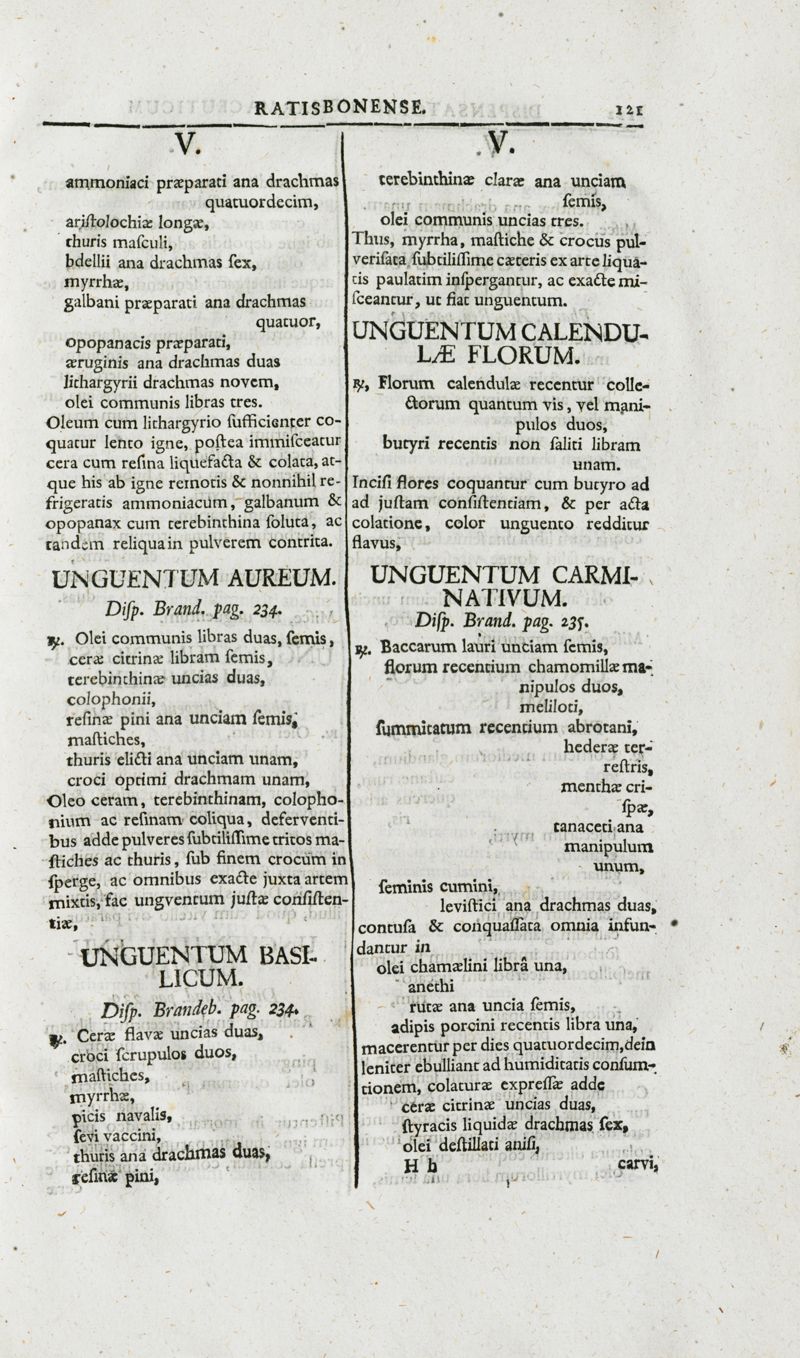 RATISBONENSE.
121
V.
ammoniaci præparati ana drachmas
quatuordecim,
ariſtolochiæ longæ,
thuris maſculi,
bdellii ana drachmas ſex,
myrrhæ,
galbani præparati ana drachmas
quatuor,
opopanacis præparati,
æruginis ana drachmas duas
lithargyrii drachmas novem,
olei communis libras tres.
Oleum cum lithargyrio ſufficienter co-
quatur lento igne, poſtea immiſceatur
cera cum reſina liquefacta & colata, at-
que his ab igne remotis & nonnihil re-
frigeratis ammoniacum, galbanum &
opopanax cum terebinthina ſoluta, ac
tandem reliqua in pulverem contrita.
UNGUENTUM AUREUM.
Diſp. Brand. pag. 234.
℞. Olei communis libras duas, ſemis,
ceræ citrinæ libram ſemis,
terebinthinæ uncias duas,
colophonii,
reſinæ pini ana unciam ſemis,
maſtiches,
thuris elicti ana unciam unam,
croci optimi drachmam unam,
Oleo ceram, terebinthinam, colopho-
nium ac reſinam coliqua, deferventi-
bus adde pulveres ſubtiliſſime tritos ma-
ſtiches ac thuris, ſub finem crocum in
ſperge, ac omnibus exacte juxta artem
mixtis, fac ungventum juſtæ conſiſten-
tiæ,
UNGUENTUM BASI-
LICUM.
Diſp. Brandeb. pag. 234.
℞. Ceræ flavæ uncias duas,
croci ſcrupulos duos,
maſtiches,
myrrhæ,
picis navalis,
ſevi vaccini,
thuris ana drachmas duas,
reſinæ pini,
V.
terebinthinæ claræ ana unciam
ſemis,
olei communis uncias tres.
Thus, myrrha, maſtiche & crocus pul-
veriſata ſubtiliſſime cæteris ex arte liqua-
tis paulatim inſpergantur, ac exacte mi-
ſceantur, ut fiat unguentum.
UNGUENTUM CALENDU-
LÆ FLORUM.
℞, Florum calendulæ recentur colle-
ctorum quantum vis, vel mani-
pulos duos,
butyri recentis non ſaliti libram
unam.
Inciſi flores coquantur cum butyro ad
ad juſtam conſiſtentiam, & per acta
colatione, color unguento redditur
flavus,
UNGUENTUM CARMI-
NATIVUM.
Diſp. Brand. pag. 235.
℞. Baccarum lauri unciam ſemis,
florum recentium chamomillæ ma-
nipulos duos,
meliloti,
ſummitatum recentium abrotani,
hederæ ter-
reſtris,
menthæ cri-
ſpæ,
tanaceti ana
manipulum
unum,
ſeminis cumini,
leviſtici ana drachmas duas,
contuſa & conquaſſata omnia infun-
dantur in
olei chamælini librâ una,
anethi
rutæ ana uncia ſemis,
adipis porcini recentis libra una,
macerentur per dies quatuordecim, dein
leniter ebulliant ad humiditatis conſum-
tionem, colaturæ expreſſæ adde
ceræ citrinæ uncias duas,
ſtyracis liquidæ drachmas ſex,
olei deſtillati aniſi,
H h
carvi,